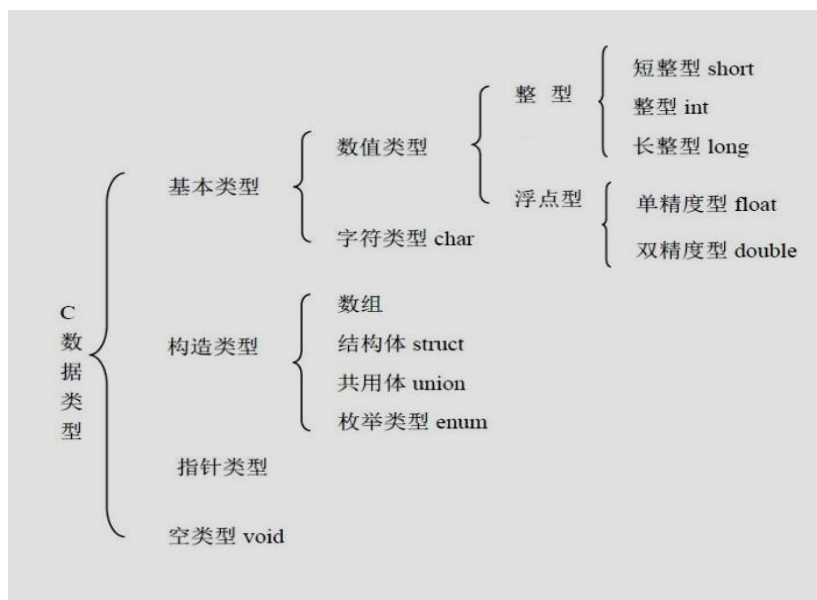 C
数
据
类
型
基本类型
数值类型
整 型
短整型 short
整型 int
长整型 long
浮点型
单精度型 float
双精度型 double
字符类型 char
构造类型
数组
结构体 struct
共用体 union
枚举类型 enum
指针类型
空类型 void